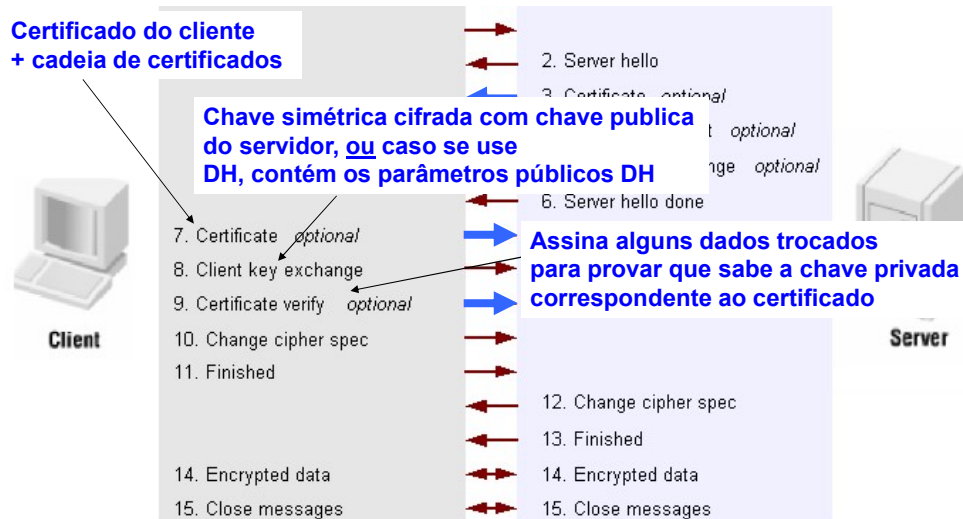 Certificado do cliente
+ cadeia de certificados
2. Server hello
3. Certificate optional
Chave simétrica cifrada com chave publica
do servidor, ou caso se use
DH, contém os parâmetros públicos DH
optional
optional
6. Server hello done
7. Certificate optional
Assina alguns dados trocados
para provar que sabe a chave privada
correspondente ao certificado
8. Client key exchange
9. Certificate verify optional
Client
Server
10. Change cipher spec
11. Finished
12. Change cipher spec
13. Finished
14. Encrypted data
14. Encrypted data
15. Close messages
15. Close messages